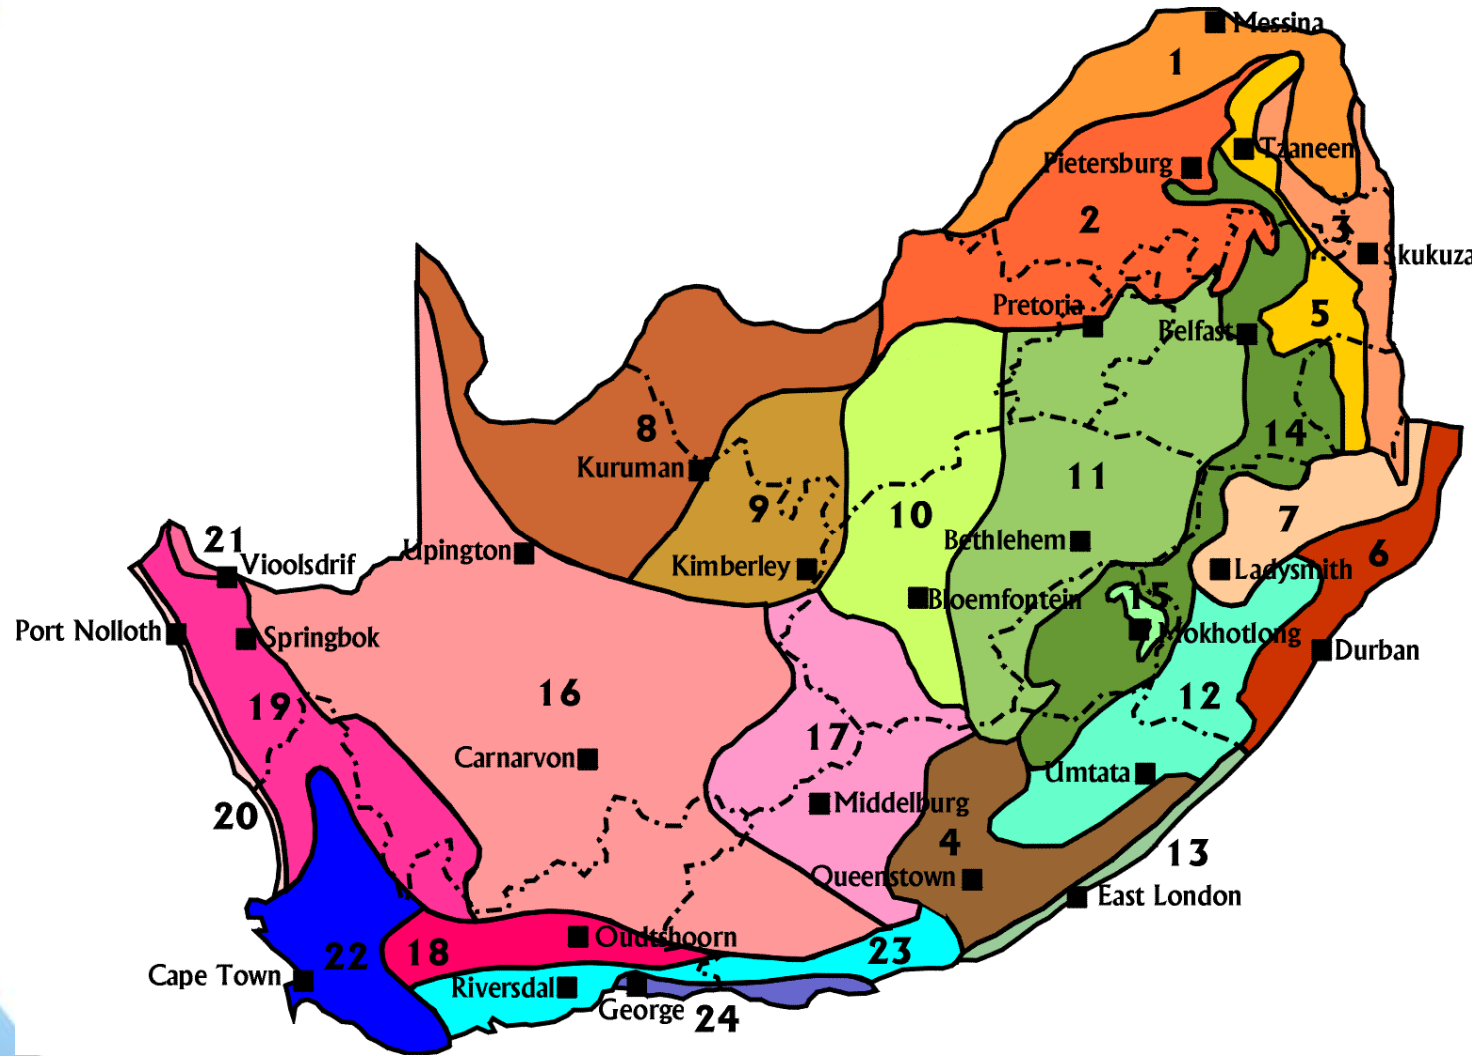 Messina
1
Tzaneen
Pietersburg
2
3
Skukuza
Pretoria
5
Belfast
8
14
Kuruman
11
9
10
7
21
Bethlehem
6
Upington
Vioolsdrif
Kimberley
Ladysmith
Bloemfontein
15
Port Nolloth
Springbok
Mokhotlong
Durban
16
12
19
17
Carnarvon
Umtata
20
Middelburg
4
13
Queenstown
East London
Oudtshoorn
22
18
23
Cape Town
Riversdal
George
24